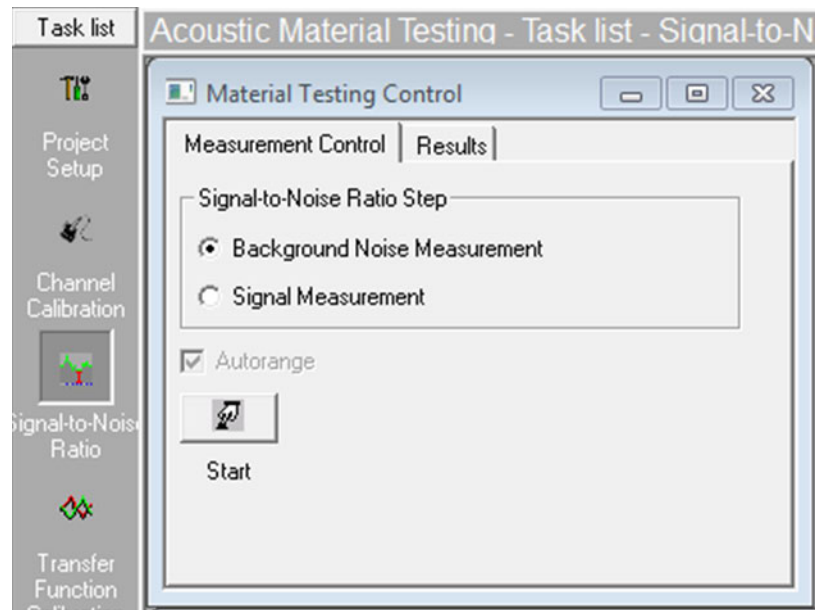 Task list
Acoustic Material Testing - Task list - Signal-to-N
Project
Setup
Channel
Calibration
Signal-to-Noise
Ratio
Transfer
Function
Material Testing Control
Measurement Control
Results
Signal-to-Noise Ratio Step
Background Noise Measurement
Signal Measurement
Autorange
Start